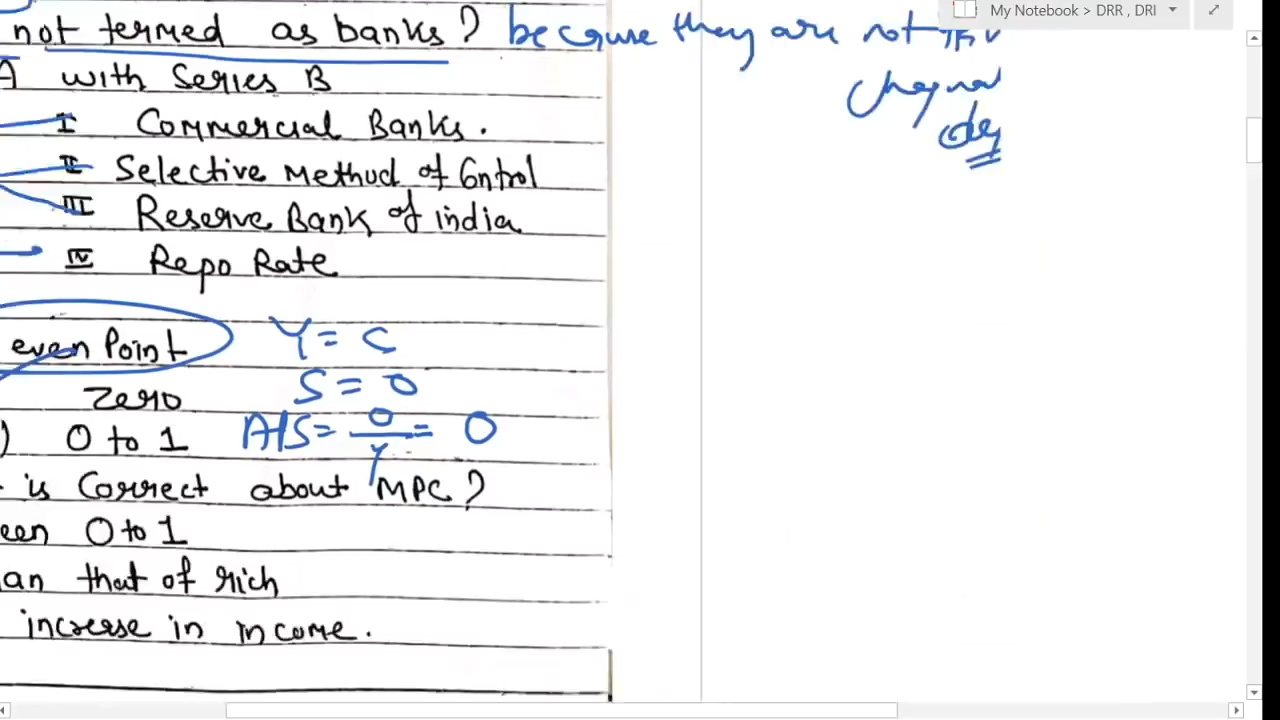 My Notebook > DRR , DRI
not termed as banks? because they are not
A with Series B
I Commercial Banks.
II Selective Method of Control
III Reserve Bank of india
IV Repo Rate
even Point Y = C
zero S = 0
) 0 to 1 A/S = 0/Y = 0
is Correct about MPC?
een 0 to 1
an that of rich
increase in income.